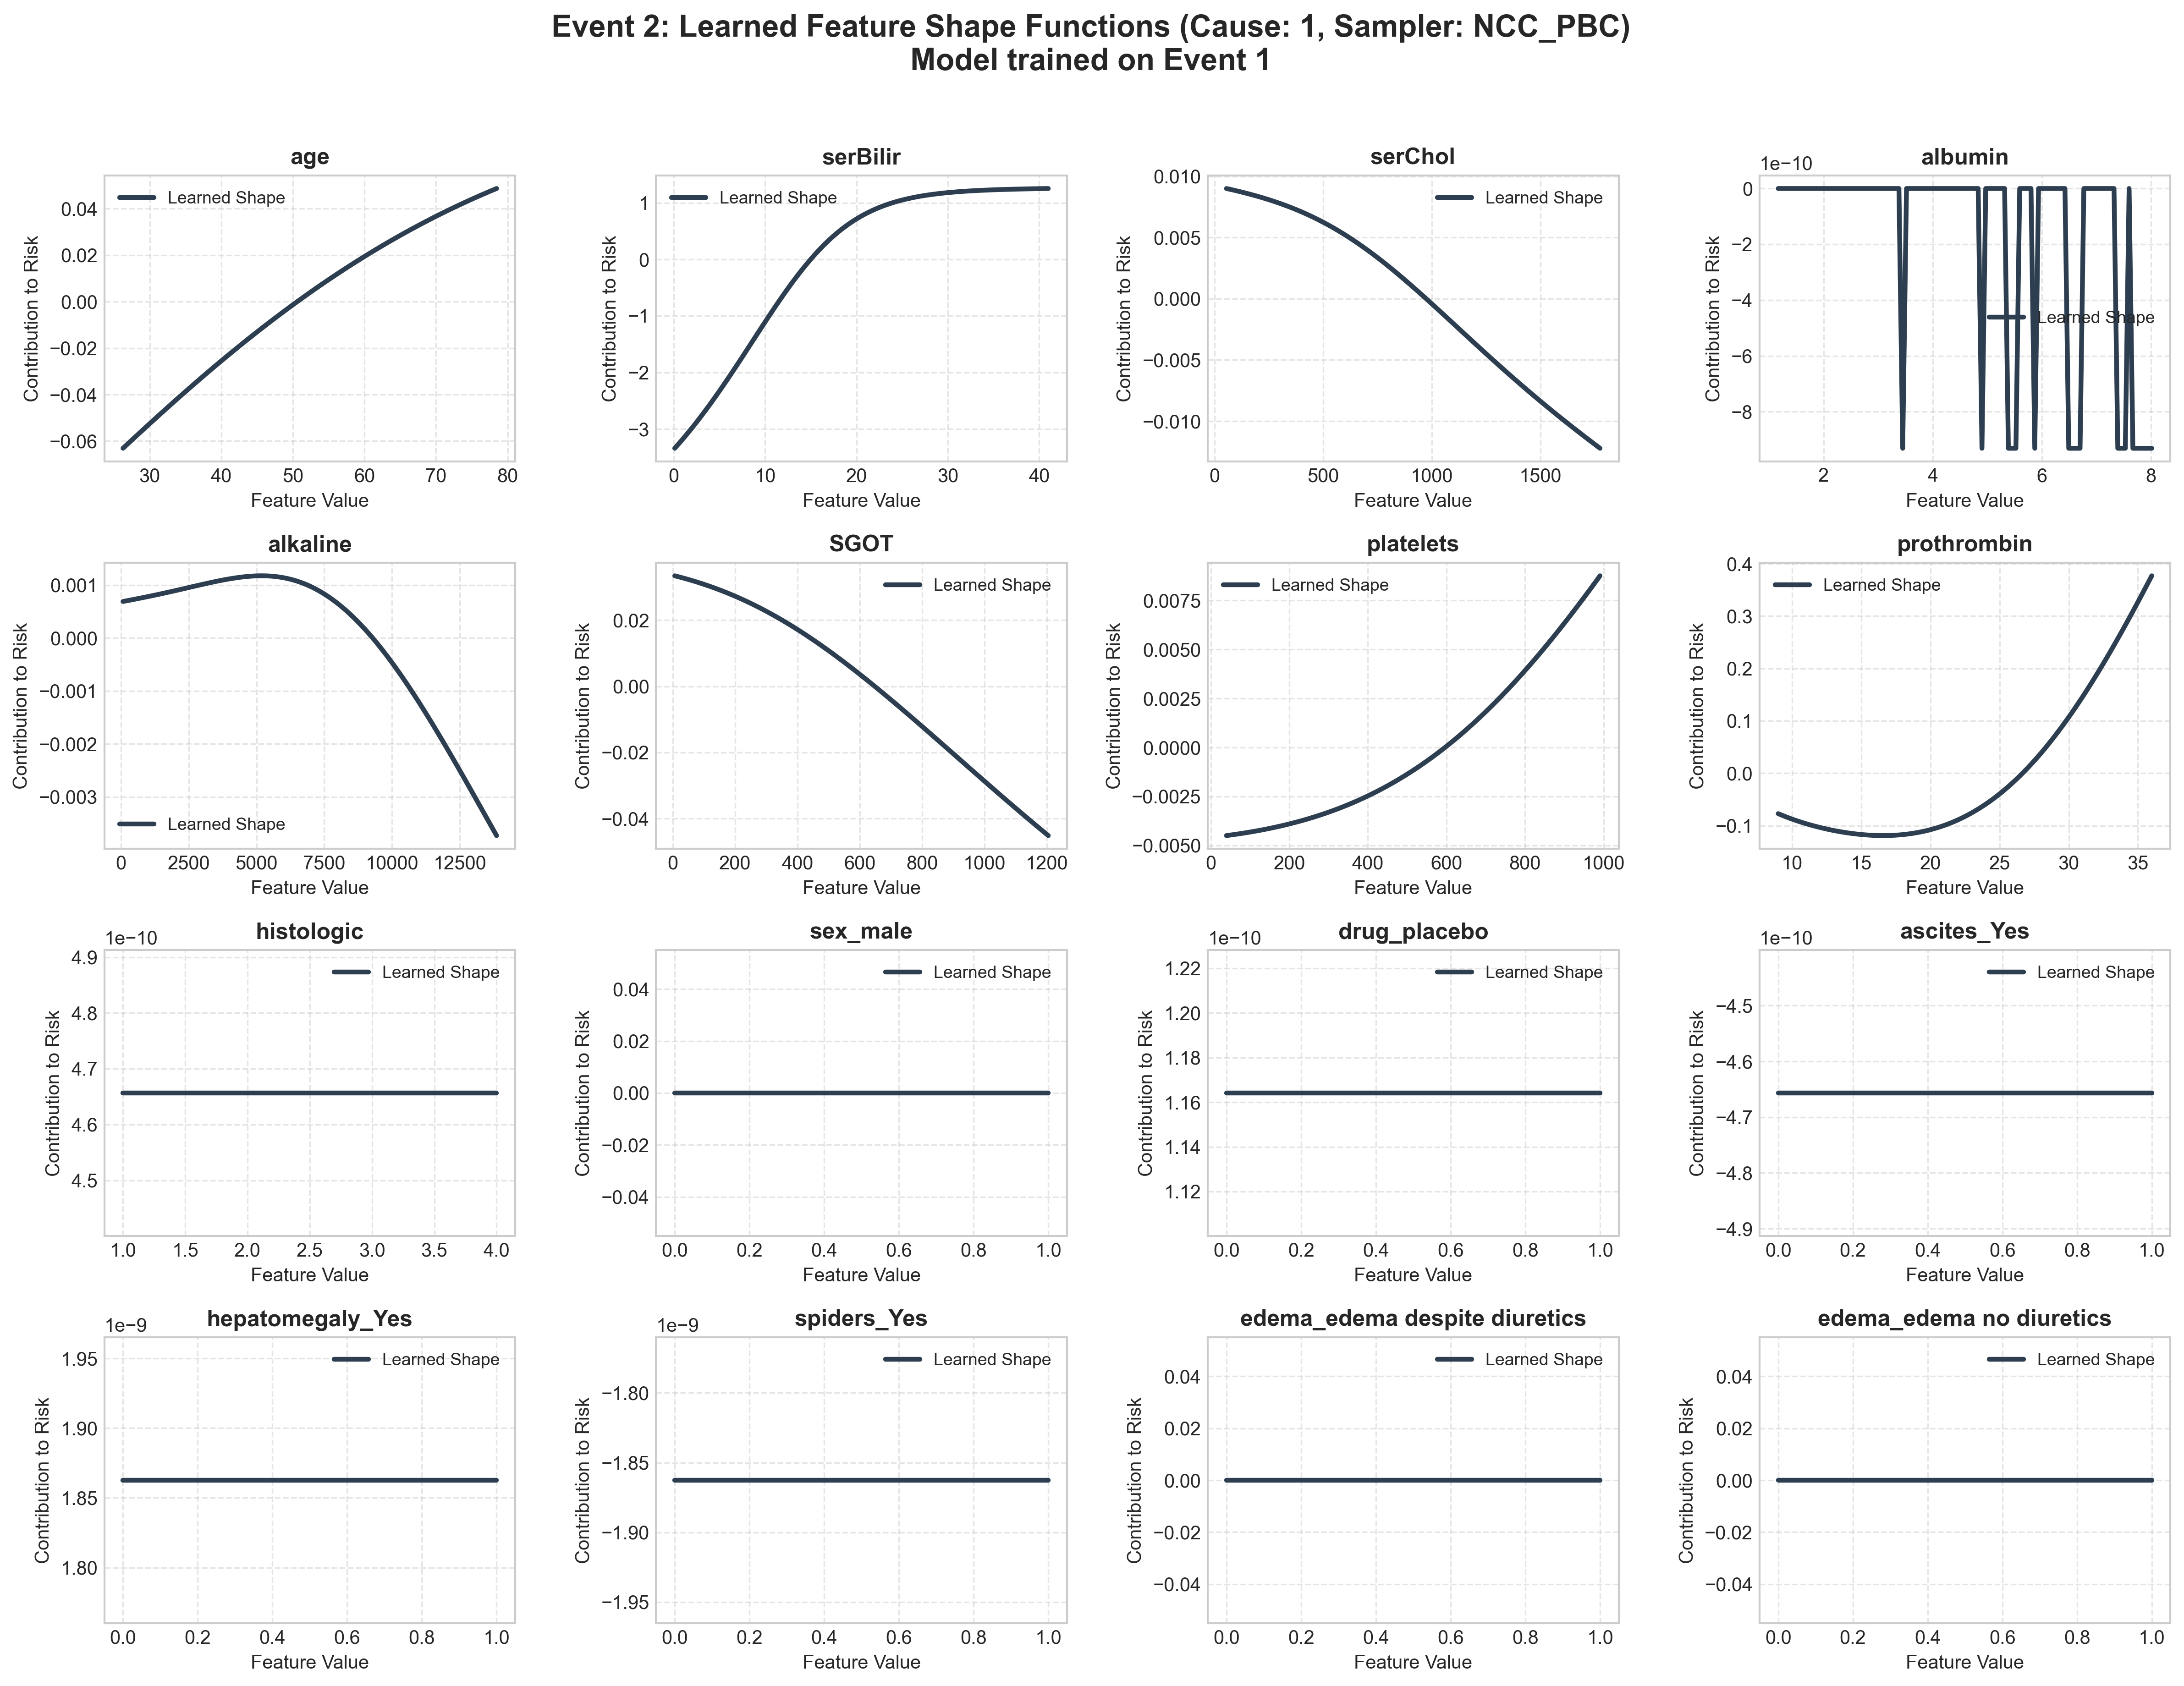 Event 2: Learned Feature Shape Functions (Cause: 1, Sampler: NCC_PBC)
Model trained on Event 1
age
Learned Shape
0.04
0.02
0.00
−0.02
−0.04
−0.06
30 40 50 60 70 80
Feature Value
Contribution to Risk
serBilir
Learned Shape
1
0
−1
−2
−3
0 10 20 30 40
Feature Value
Contribution to Risk
serChol
Learned Shape
0.010
0.005
0.000
−0.005
−0.010
0 500 1000 1500
Feature Value
Contribution to Risk
albumin
1e−10
Learned Shape
0
−2
−4
−6
−8
2 4 6 8
Feature Value
Contribution to Risk
alkaline
Learned Shape
0.001
0.000
−0.001
−0.002
−0.003
0 2500 5000 7500 10000 12500
Feature Value
Contribution to Risk
SGOT
Learned Shape
0.02
0.00
−0.02
−0.04
0 200 400 600 800 1000 1200
Feature Value
Contribution to Risk
platelets
Learned Shape
0.0075
0.0050
0.0025
0.0000
−0.0025
−0.0050
0 200 400 600 800 1000
Feature Value
Contribution to Risk
prothrombin
Learned Shape
0.4
0.3
0.2
0.1
0.0
−0.1
10 15 20 25 30 35
Feature Value
Contribution to Risk
histologic
1e−10
Learned Shape
4.9
4.8
4.7
4.6
4.5
1.0 1.5 2.0 2.5 3.0 3.5 4.0
Feature Value
Contribution to Risk
sex_male
Learned Shape
0.04
0.02
0.00
−0.02
−0.04
0.0 0.2 0.4 0.6 0.8 1.0
Feature Value
Contribution to Risk
drug_placebo
1e−10
Learned Shape
1.22
1.20
1.18
1.16
1.14
1.12
0.0 0.2 0.4 0.6 0.8 1.0
Feature Value
Contribution to Risk
ascites_Yes
1e−10
Learned Shape
−4.5
−4.6
−4.7
−4.8
−4.9
0.0 0.2 0.4 0.6 0.8 1.0
Feature Value
Contribution to Risk
hepatomegaly_Yes
1e−9
Learned Shape
1.95
1.90
1.85
1.80
0.0 0.2 0.4 0.6 0.8 1.0
Feature Value
Contribution to Risk
spiders_Yes
1e−9
Learned Shape
−1.80
−1.85
−1.90
−1.95
0.0 0.2 0.4 0.6 0.8 1.0
Feature Value
Contribution to Risk
edema_edema despite diuretics
Learned Shape
0.04
0.02
0.00
−0.02
−0.04
0.0 0.2 0.4 0.6 0.8 1.0
Feature Value
Contribution to Risk
edema_edema no diuretics
Learned Shape
0.04
0.02
0.00
−0.02
−0.04
0.0 0.2 0.4 0.6 0.8 1.0
Feature Value
Contribution to Risk